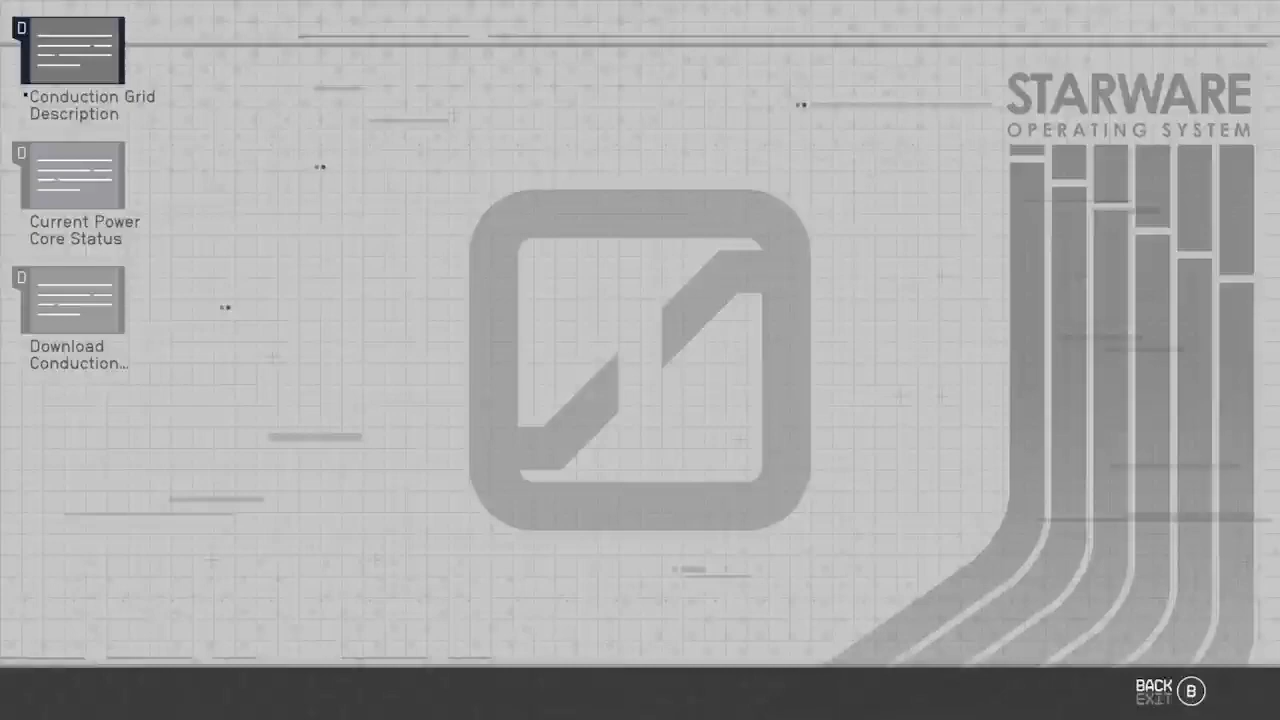 D
Conduction Grid
Description
D
Current Power
Core Status
D
Download
Conduction...
STARWARE
OPERATING SYSTEM
BACK
EXIT
B